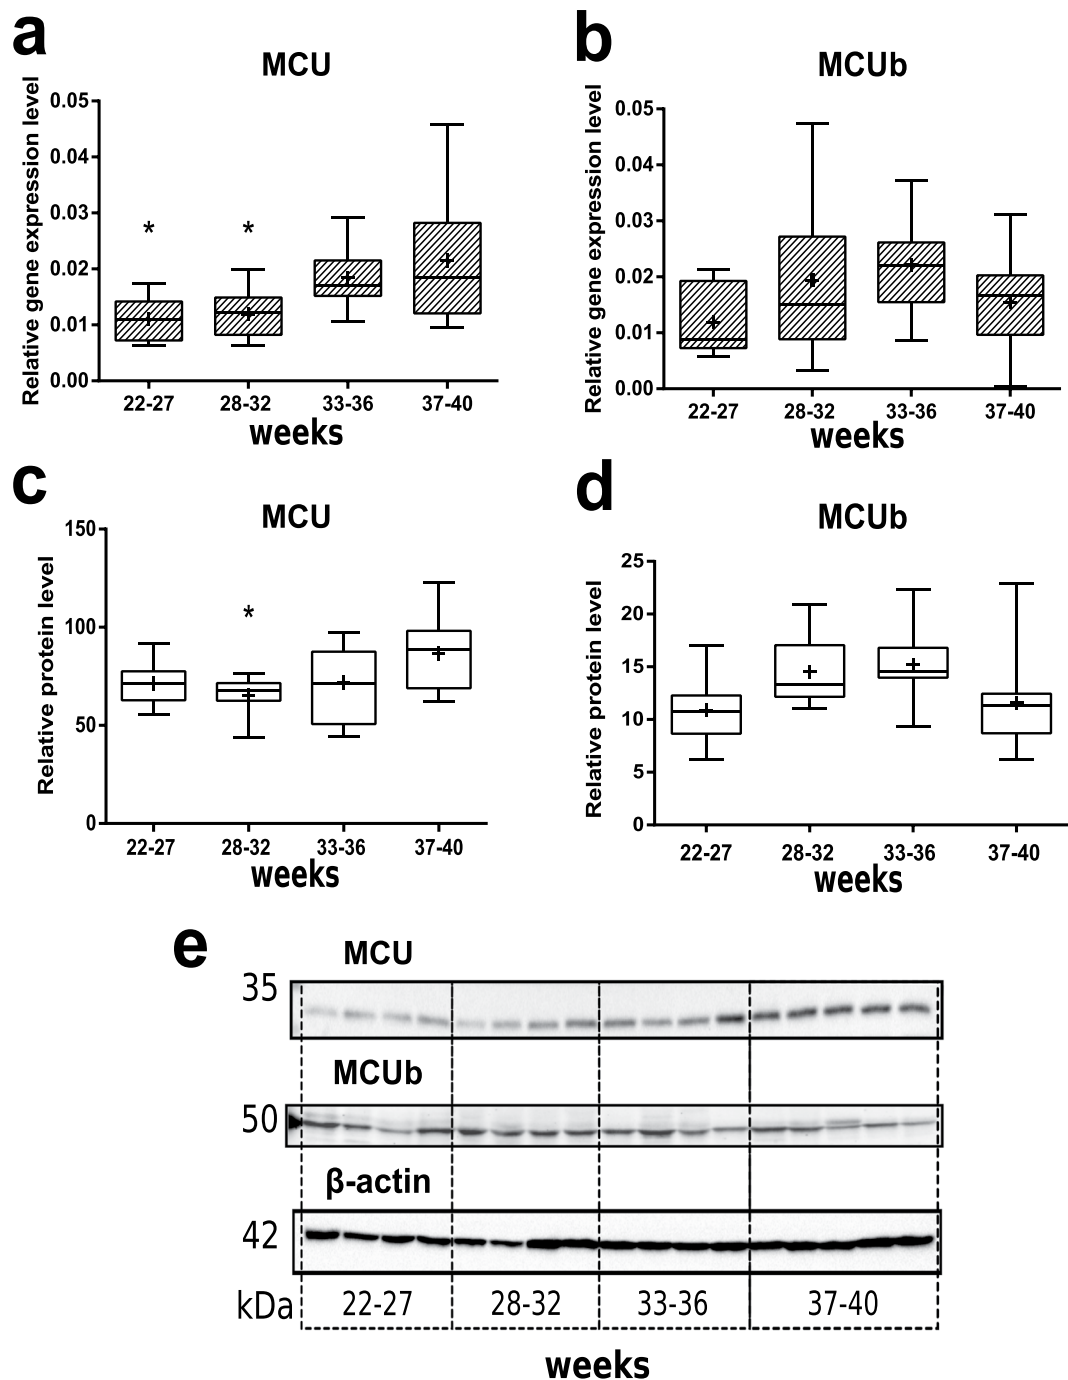 a
MCU
Relative gene expression level
0.05
0.04
0.03
0.02
0.01
0.00
*
*
22-27 28-32 33-36 37-40
weeks
b
MCUb
Relative gene expression level
0.05
0.04
0.03
0.02
0.01
0.00
22-27 28-32 33-36 37-40
weeks
c
MCU
Relative protein level
150
100
50
0
*
22-27 28-32 33-36 37-40
weeks
d
MCUb
Relative protein level
25
20
15
10
5
0
22-27 28-32 33-36 37-40
weeks
e
MCU
35
MCUb
50
β-actin
42
kDa 22-27 28-32 33-36 37-40
weeks